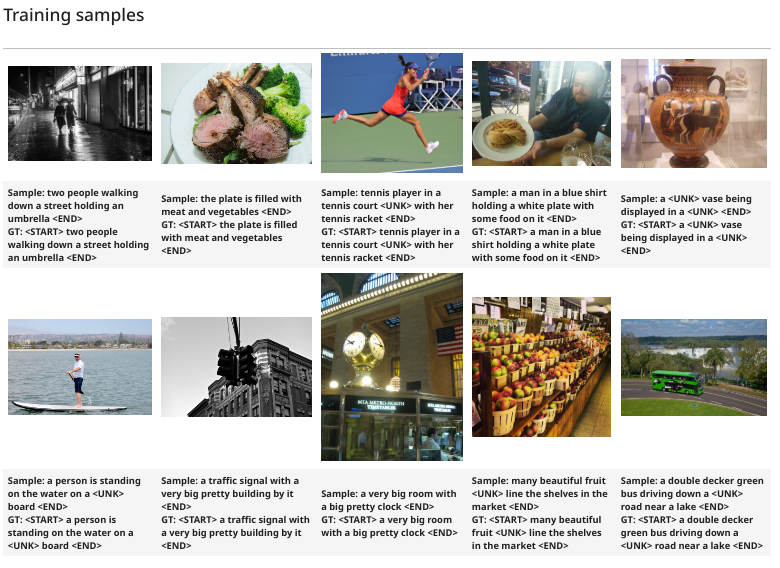 Training samples
Sample: two people walking
down a street holding an
umbrella <END>
GT: <START> two people
walking down a street holding
an umbrella <END>
Sample: the plate is filled with
meat and vegetables <END>
GT: <START> the plate is filled
with meat and vegetables
<END>
Sample: tennis player in a
tennis court <UNK> with her
tennis racket <END>
GT: <START> tennis player in a
tennis court <UNK> with her
tennis racket <END>
Sample: a man in a blue shirt
holding a white plate with
some food on it <END>
GT: <START> a man in a blue
shirt holding a white plate
with some food on it <END>
Sample: a <UNK> vase being
displayed in a <UNK> <END>
GT: <START> a <UNK> vase
being displayed in a <UNK>
<END>
MTA METRO-NORTH
TIMETABLES
Sample: a person is standing
on the water on a <UNK>
board <END>
GT: <START> a person is
standing on the water on a
<UNK> board <END>
Sample: a traffic signal with a
very big pretty building by it
<END>
GT: <START> a traffic signal with
a very big pretty building by it
<END>
Sample: a very big room with
a big pretty clock <END>
GT: <START> a very big room
with a big pretty clock <END>
Sample: many beautiful fruit
<UNK> line the shelves in the
market <END>
GT: <START> many beautiful
fruit <UNK> line the shelves
in the market <END>
Sample: a double decker green
bus driving down a <UNK>
road near a lake <END>
GT: <START> a double decker
green bus driving down a
<UNK> road near a lake <END>